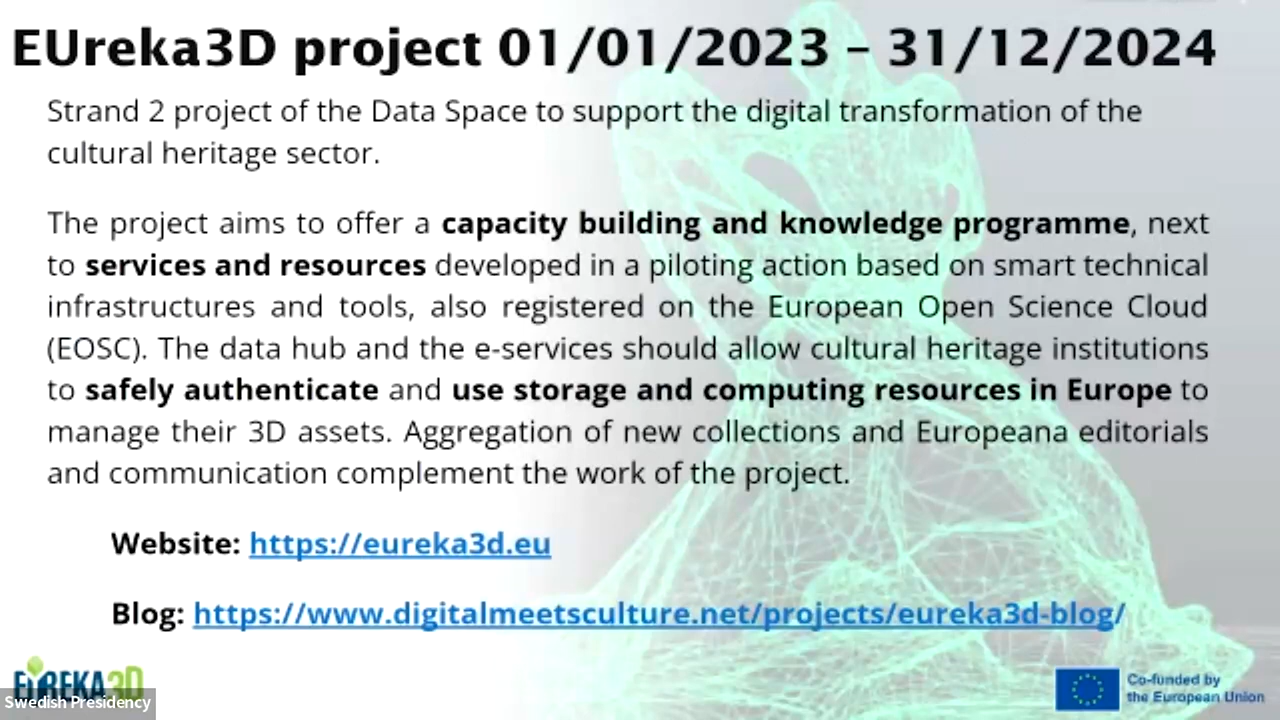 EUreka3D project 01/01/2023 – 31/12/2024
Strand 2 project of the Data Space to support the digital transformation of the
cultural heritage sector.
The project aims to offer a capacity building and knowledge programme, next
to services and resources developed in a piloting action based on smart technical
infrastructures and tools, also registered on the European Open Science Cloud
(EOSC). The data hub and the e-services should allow cultural heritage institutions
to safely authenticate and use storage and computing resources in Europe to
manage their 3D assets. Aggregation of new collections and Europeana editorials
and communication complement the work of the project.
Website: https://eureka3d.eu
Blog: https://www.digitalmeetsculture.net/projects/eureka3d-blog/
EUREKA3D
Swedish Presidency
Co-funded by
the European Union